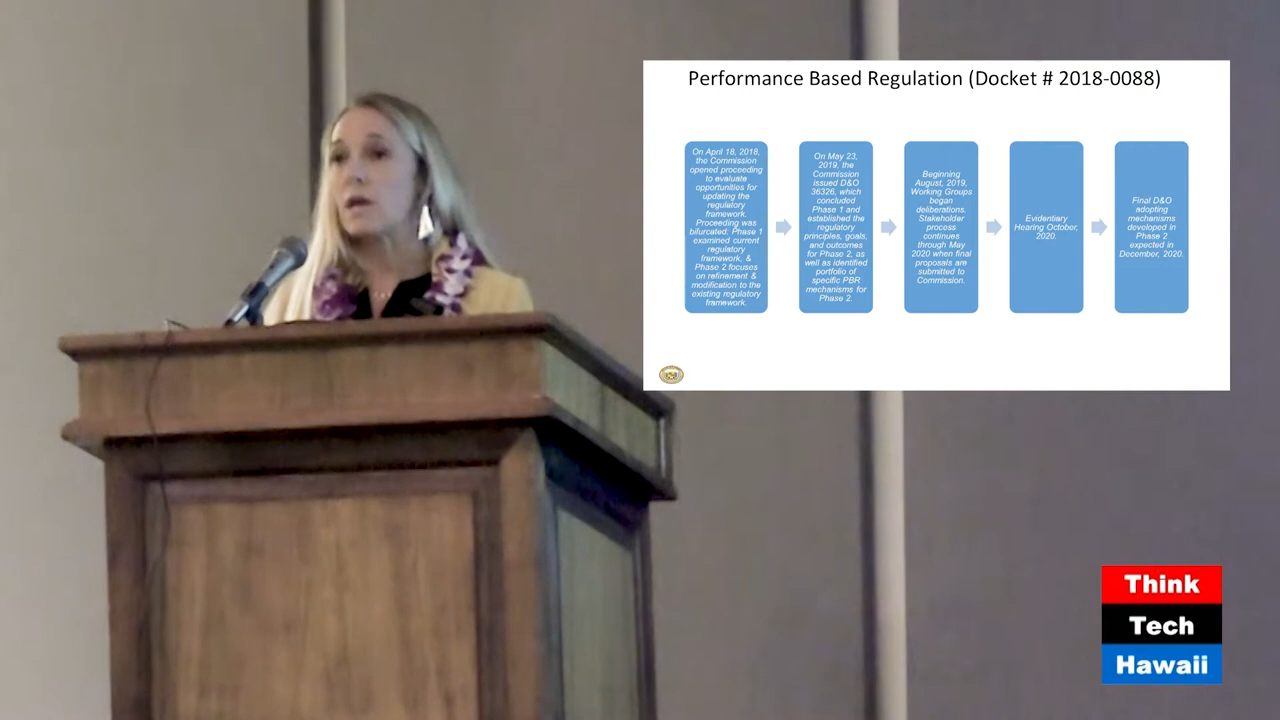 Performance Based Regulation (Docket # 2018-0088)
On April 18, 2018,
the Commission
opened proceeding
to evaluate
opportunities for
updating the
regulatory
framework.
Proceeding was
bifurcated: Phase 1
examined current
regulatory
framework, &
Phase 2 focuses
on refinement &
modification to the
existing regulatory
framework.
On May 23,
2019, the
Commission
issued D&O
36326, which
concluded
Phase 1 and
established the
regulatory
principles, goals,
and outcomes
for Phase 2, as
well as identified
portfolio of
specific PBR
mechanisms for
Phase 2.
Beginning
August, 2019,
Working Groups
began
deliberations.
Stakeholder
process
continues
through May
2020 when final
proposals are
submitted to
Commission.
Evidentiary
Hearing October,
2020.
Final D&O
adopting
mechanisms
developed in
Phase 2
expected in
December, 2020.
Think
Tech
Hawaii